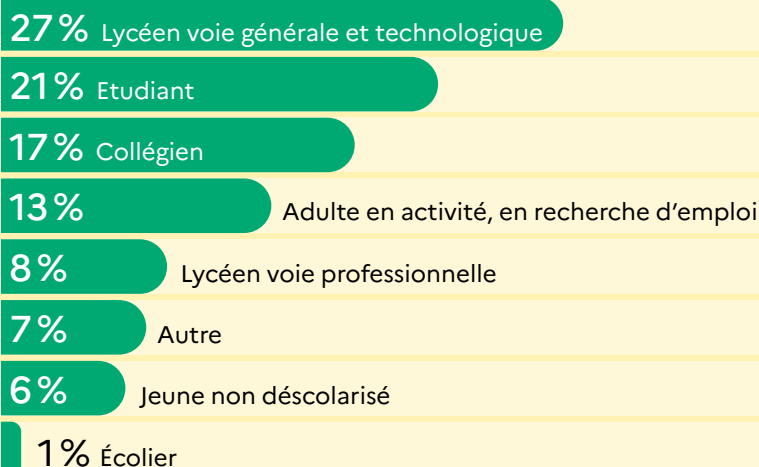 27% Lycéen voie générale et technologique
21% Etudiant
17% Collégien
13% Adulte en activité, en recherche d’emploi
8% Lycéen voie professionnelle
7% Autre
6% Jeune non déscolarisé
1% Écolier